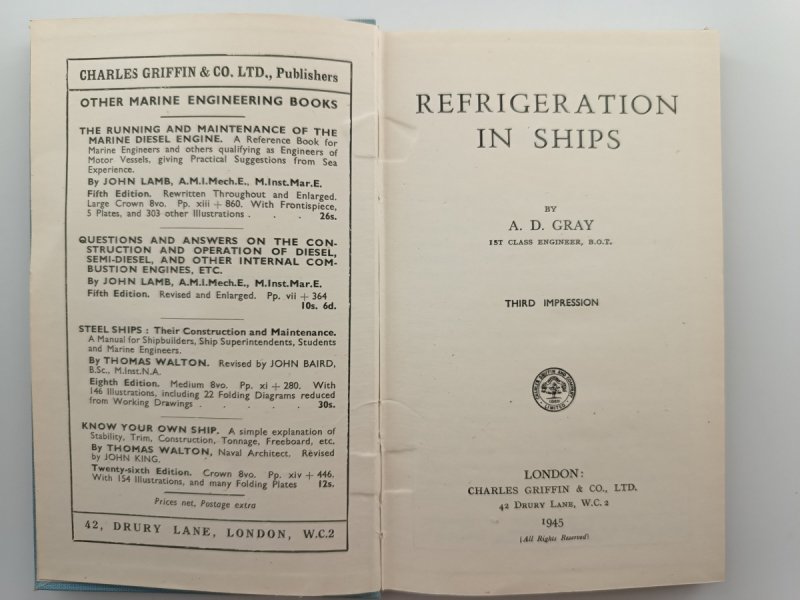 CHARLES GRIFFIN & CO. LTD., Publishers
OTHER MARINE ENGINEERING BOOKS
THE RUNNING AND MAINTENANCE OF THE
MARINE DIESEL ENGINE. A Reference Book for
Marine Engineers and others qualifying as Engineers of
Motor Vessels, giving Practical Suggestions from Sea
Experience.
By JOHN LAMB, A.M.I.Mech.E., M.Inst.Mar.E.
Fifth Edition. Rewritten Throughout and Enlarged.
Large Crown 8vo. Pp. xiii + 860. With Frontispiece,
5 Plates, and 303 other Illustrations . . . 26s.
QUESTIONS AND ANSWERS ON THE CON-
STRUCTION AND OPERATION OF DIESEL,
SEMI-DIESEL, AND OTHER INTERNAL COM-
BUSTION ENGINES, ETC.
By JOHN LAMB, A.M.I.Mech.E., M.Inst.Mar.E.
Fifth Edition. Revised and Enlarged. Pp. vii + 364
10s. 6d.
STEEL SHIPS : Their Construction and Maintenance.
A Manual for Shipbuilders, Ship Superintendents, Students
and Marine Engineers.
By THOMAS WALTON. Revised by JOHN BAIRD,
B.Sc., M.Inst.N.A.
Eighth Edition. Medium 8vo. Pp. xi + 280. With
146 Illustrations, including 22 Folding Diagrams reduced
from Working Drawings . . . . . 30s.
KNOW YOUR OWN SHIP. A simple explanation of
Stability, Trim, Construction, Tonnage, Freeboard, etc.
By THOMAS WALTON, Naval Architect. Revised
by JOHN KING.
Twenty-sixth Edition. Crown 8vo. Pp. xiv + 446.
With 154 Illustrations, and many Folding Plates 12s.
Prices net, Postage extra
42, DRURY LANE, LONDON, W.C.2
REFRIGERATION
IN SHIPS
BY
A. D. GRAY
1ST CLASS ENGINEER, B.O.T.
THIRD IMPRESSION
CHARLES GRIFFIN AND COMPANY
LIMITED
LONDON:
CHARLES GRIFFIN & CO., LTD.
42 DRURY LANE, W.C.2
1945
[All Rights Reserved]